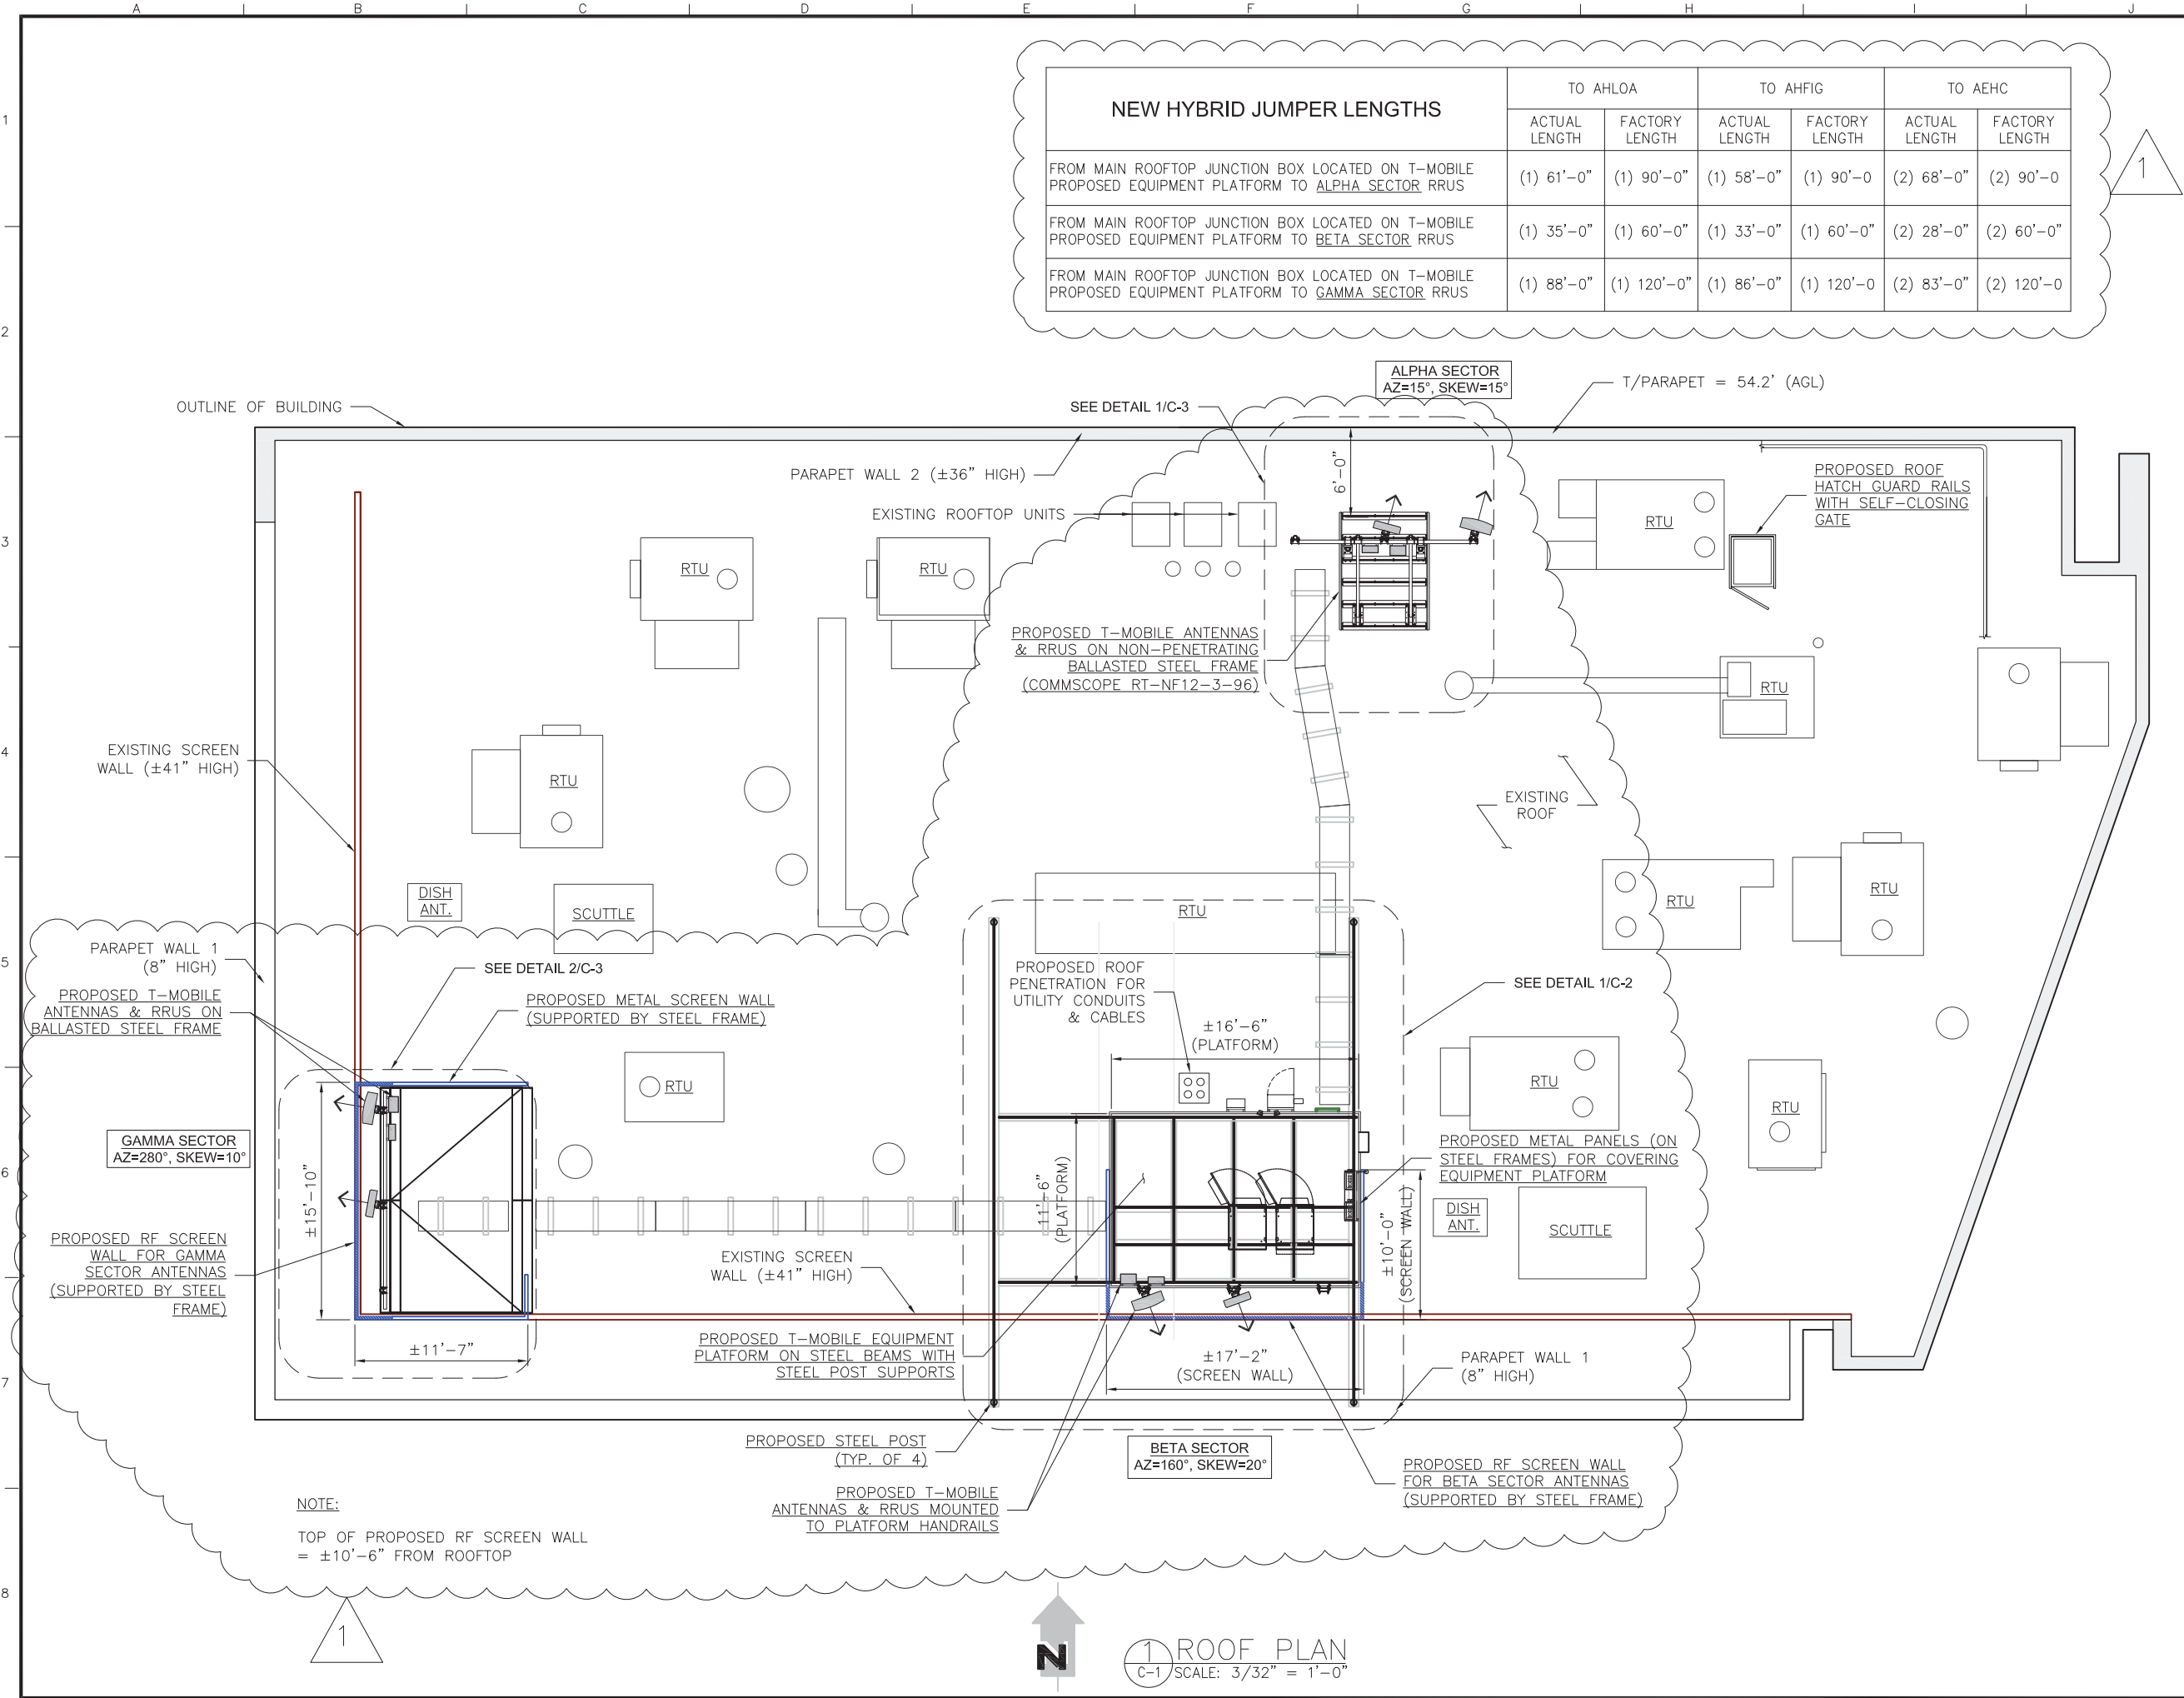 A B C D E F G H I J
1
2
3
4
5
6
7
8
NEW HYBRID JUMPER LENGTHS
TO AHLOA
TO AHFIG
TO AEHC
ACTUAL LENGTH
FACTORY LENGTH
ACTUAL LENGTH
FACTORY LENGTH
ACTUAL LENGTH
FACTORY LENGTH
FROM MAIN ROOFTOP JUNCTION BOX LOCATED ON T-MOBILE
PROPOSED EQUIPMENT PLATFORM TO ALPHA SECTOR RRUS
(1) 61'-0" (1) 90'-0" (1) 58'-0" (1) 90'-0 (2) 68'-0" (2) 90'-0
FROM MAIN ROOFTOP JUNCTION BOX LOCATED ON T-MOBILE
PROPOSED EQUIPMENT PLATFORM TO BETA SECTOR RRUS
(1) 35'-0" (1) 60'-0" (1) 33'-0" (1) 60'-0" (2) 28'-0" (2) 60'-0"
FROM MAIN ROOFTOP JUNCTION BOX LOCATED ON T-MOBILE
PROPOSED EQUIPMENT PLATFORM TO GAMMA SECTOR RRUS
(1) 88'-0" (1) 120'-0" (1) 86'-0" (1) 120'-0 (2) 83'-0" (2) 120'-0
1
ALPHA SECTOR
AZ=15°, SKEW=15°
T/PARAPET = 54.2' (AGL)
OUTLINE OF BUILDING
SEE DETAIL 1/C-3
PARAPET WALL 2 (±36" HIGH)
6'-0"
EXISTING ROOFTOP UNITS
PROPOSED ROOF
HATCH GUARD RAILS
WITH SELF-CLOSING
GATE
RTU
RTU
RTU
PROPOSED T-MOBILE ANTENNAS
& RRUS ON NON-PENETRATING
BALLASTED STEEL FRAME
(COMMSCOPE RT-NF12-3-96)
RTU
EXISTING SCREEN
WALL (±41" HIGH)
RTU
EXISTING
ROOF
DISH
ANT.
SCUTTLE
RTU
RTU
RTU
PARAPET WALL 1
(8" HIGH)
SEE DETAIL 2/C-3
PROPOSED ROOF
PENETRATION FOR
UTILITY CONDUITS
& CABLES
SEE DETAIL 1/C-2
PROPOSED T-MOBILE
ANTENNAS & RRUS ON
BALLASTED STEEL FRAME
PROPOSED METAL SCREEN WALL
(SUPPORTED BY STEEL FRAME)
±16'-6"
(PLATFORM)
RTU
RTU
RTU
GAMMA SECTOR
AZ=280°, SKEW=10°
±15'-10"
11'-6"
(PLATFORM)
PROPOSED METAL PANELS (ON
STEEL FRAMES) FOR COVERING
EQUIPMENT PLATFORM
±10'-0"
(SCREEN WALL)
DISH
ANT.
SCUTTLE
PROPOSED RF SCREEN
WALL FOR GAMMA
SECTOR ANTENNAS
(SUPPORTED BY STEEL
FRAME)
EXISTING SCREEN
WALL (±41" HIGH)
±11'-7"
PROPOSED T-MOBILE EQUIPMENT
PLATFORM ON STEEL BEAMS WITH
STEEL POST SUPPORTS
±17'-2"
(SCREEN WALL)
PARAPET WALL 1
(8" HIGH)
PROPOSED STEEL POST
(TYP. OF 4)
BETA SECTOR
AZ=160°, SKEW=20°
PROPOSED RF SCREEN WALL
FOR BETA SECTOR ANTENNAS
(SUPPORTED BY STEEL FRAME)
PROPOSED T-MOBILE
ANTENNAS & RRUS MOUNTED
TO PLATFORM HANDRAILS
NOTE:
TOP OF PROPOSED RF SCREEN WALL
= ±10'-6" FROM ROOFTOP
1
N
1
C-1
ROOF PLAN
SCALE: 3/32" = 1'-0"